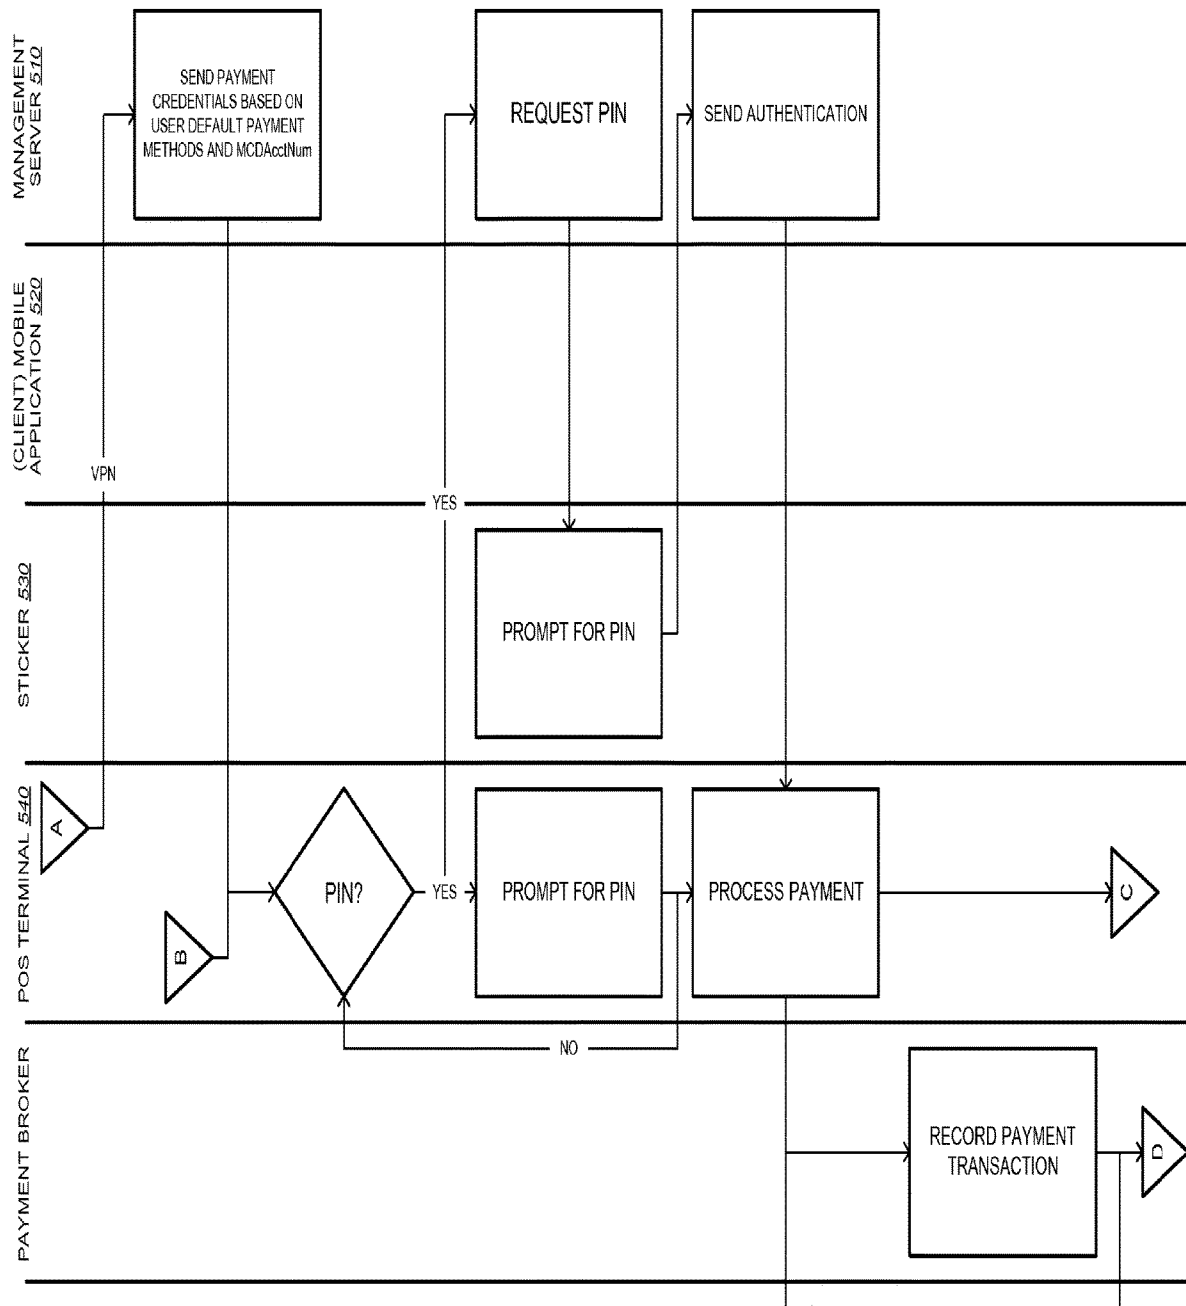 MANAGEMENT
SERVER 510
SEND PAYMENT
CREDENTIALS BASED ON
USER DEFAULT PAYMENT
METHODS AND MCDAcctNum
REQUEST PIN
SEND AUTHENTICATION
(CLIENT) MOBILE
APPLICATION 520
VPN
YES
STICKER 530
PROMPT FOR PIN
POS TERMINAL 540
A
B
PIN?
YES
PROMPT FOR PIN
PROCESS PAYMENT
C
NO
PAYMENT BROKER
RECORD PAYMENT
TRANSACTION
D